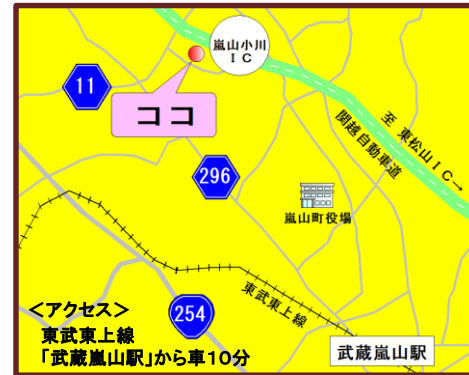 嵐山小川
IC
11
ココ
至 東松山IC→
関越自動車道
296
嵐山町役場
東武東上線
254
武蔵嵐山駅
<アクセス>
東武東上線
「武蔵嵐山駅」から車10分